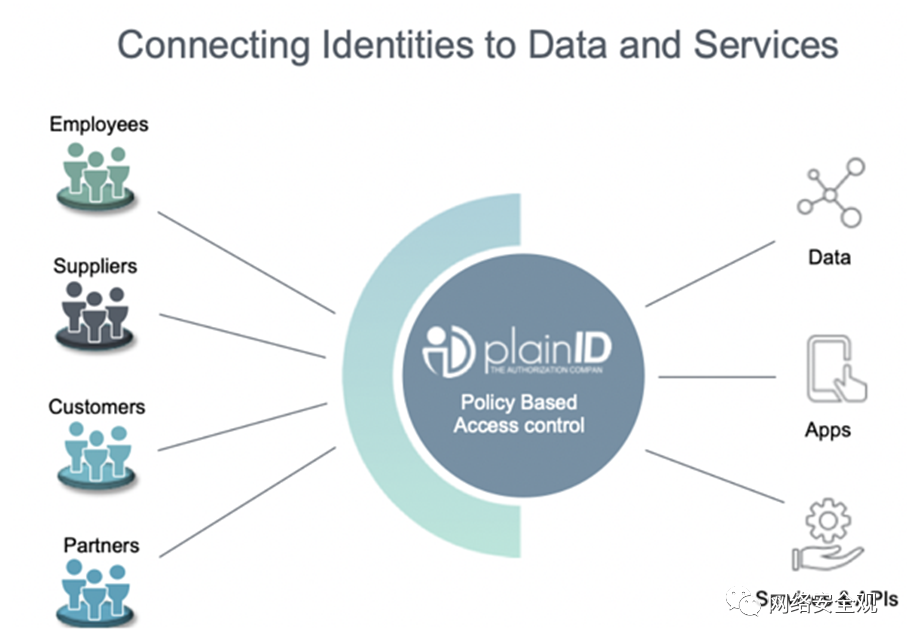 Connecting Identities to Data and Services
Employees
Suppliers
Customers
Partners
plainID
THE AUTHORIZATION COMPAN
Policy Based
Access control
Data
Apps
Services & APIs
网络安全观